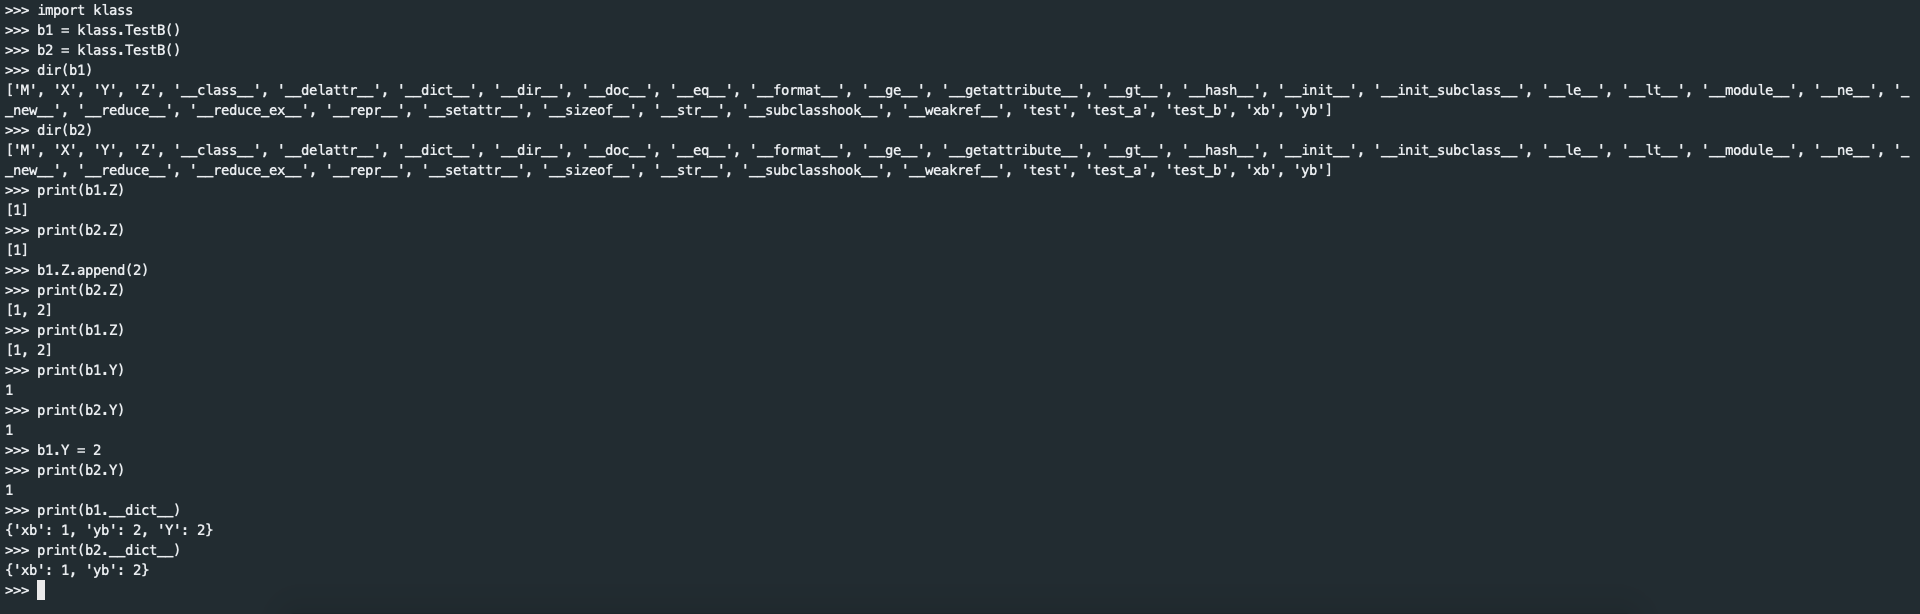 >>> import klass
>>> b1 = klass.TestB()
>>> b2 = klass.TestB()
>>> dir(b1)
['M', 'X', 'Y', 'Z', '__class__', '__delattr__', '__dict__', '__dir__', '__doc__', '__eq__', '__format__', '__ge__', '__getattribute__', '__gt__', '__hash__', '__init__', '__init_subclass__', '__le__', '__lt__', '__module__', '__ne__', '_
_new__', '__reduce__', '__reduce_ex__', '__repr__', '__setattr__', '__sizeof__', '__str__', '__subclasshook__', '__weakref__', 'test', 'test_a', 'test_b', 'xb', 'yb']
>>> dir(b2)
['M', 'X', 'Y', 'Z', '__class__', '__delattr__', '__dict__', '__dir__', '__doc__', '__eq__', '__format__', '__ge__', '__getattribute__', '__gt__', '__hash__', '__init__', '__init_subclass__', '__le__', '__lt__', '__module__', '__ne__', '_
_new__', '__reduce__', '__reduce_ex__', '__repr__', '__setattr__', '__sizeof__', '__str__', '__subclasshook__', '__weakref__', 'test', 'test_a', 'test_b', 'xb', 'yb']
>>> print(b1.Z)
[1]
>>> print(b2.Z)
[1]
>>> b1.Z.append(2)
>>> print(b2.Z)
[1, 2]
>>> print(b1.Z)
[1, 2]
>>> print(b1.Y)
1
>>> print(b2.Y)
1
>>> b1.Y = 2
>>> print(b2.Y)
1
>>> print(b1.__dict__)
{'xb': 1, 'yb': 2, 'Y': 2}
>>> print(b2.__dict__)
{'xb': 1, 'yb': 2}
>>>